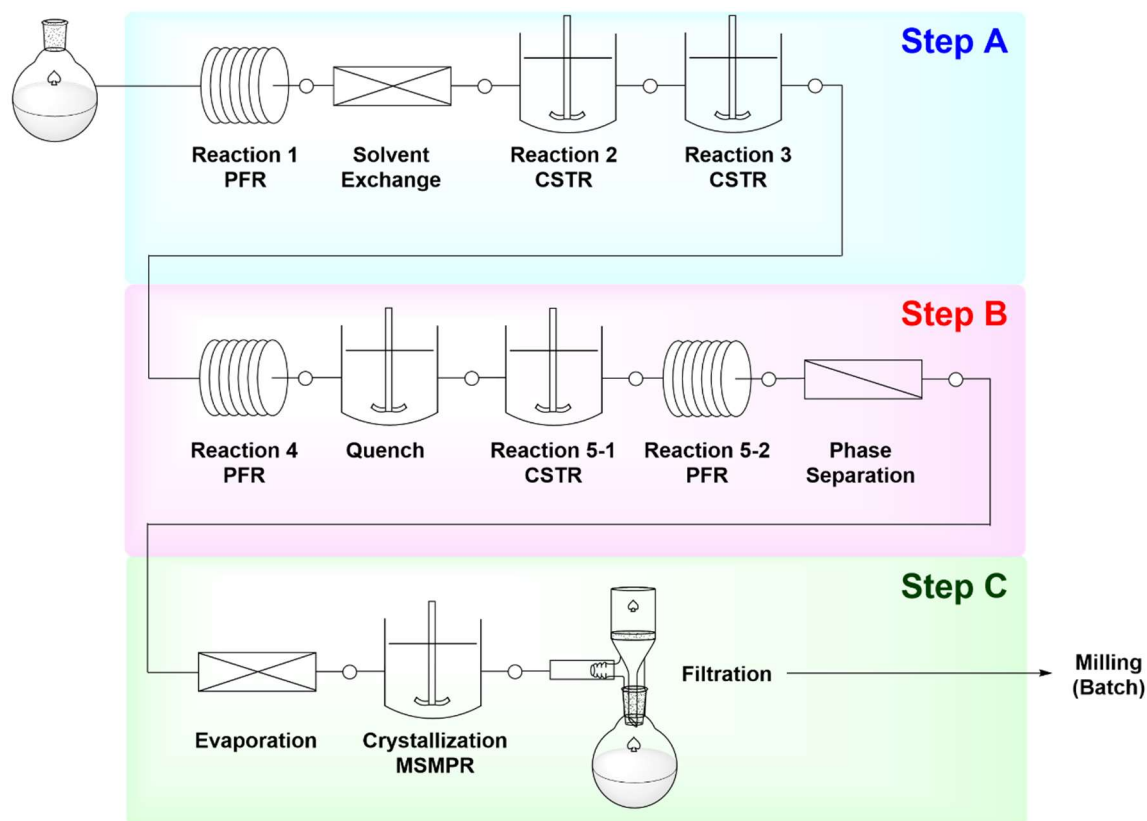 Step A
Reaction 1
PFR
Solvent
Exchange
Reaction 2
CSTR
Reaction 3
CSTR
Step B
Reaction 4
PFR
Quench
Reaction 5-1
CSTR
Reaction 5-2
PFR
Phase
Separation
Step C
Evaporation
Crystallization
MSMPR
Filtration
Milling
(Batch)